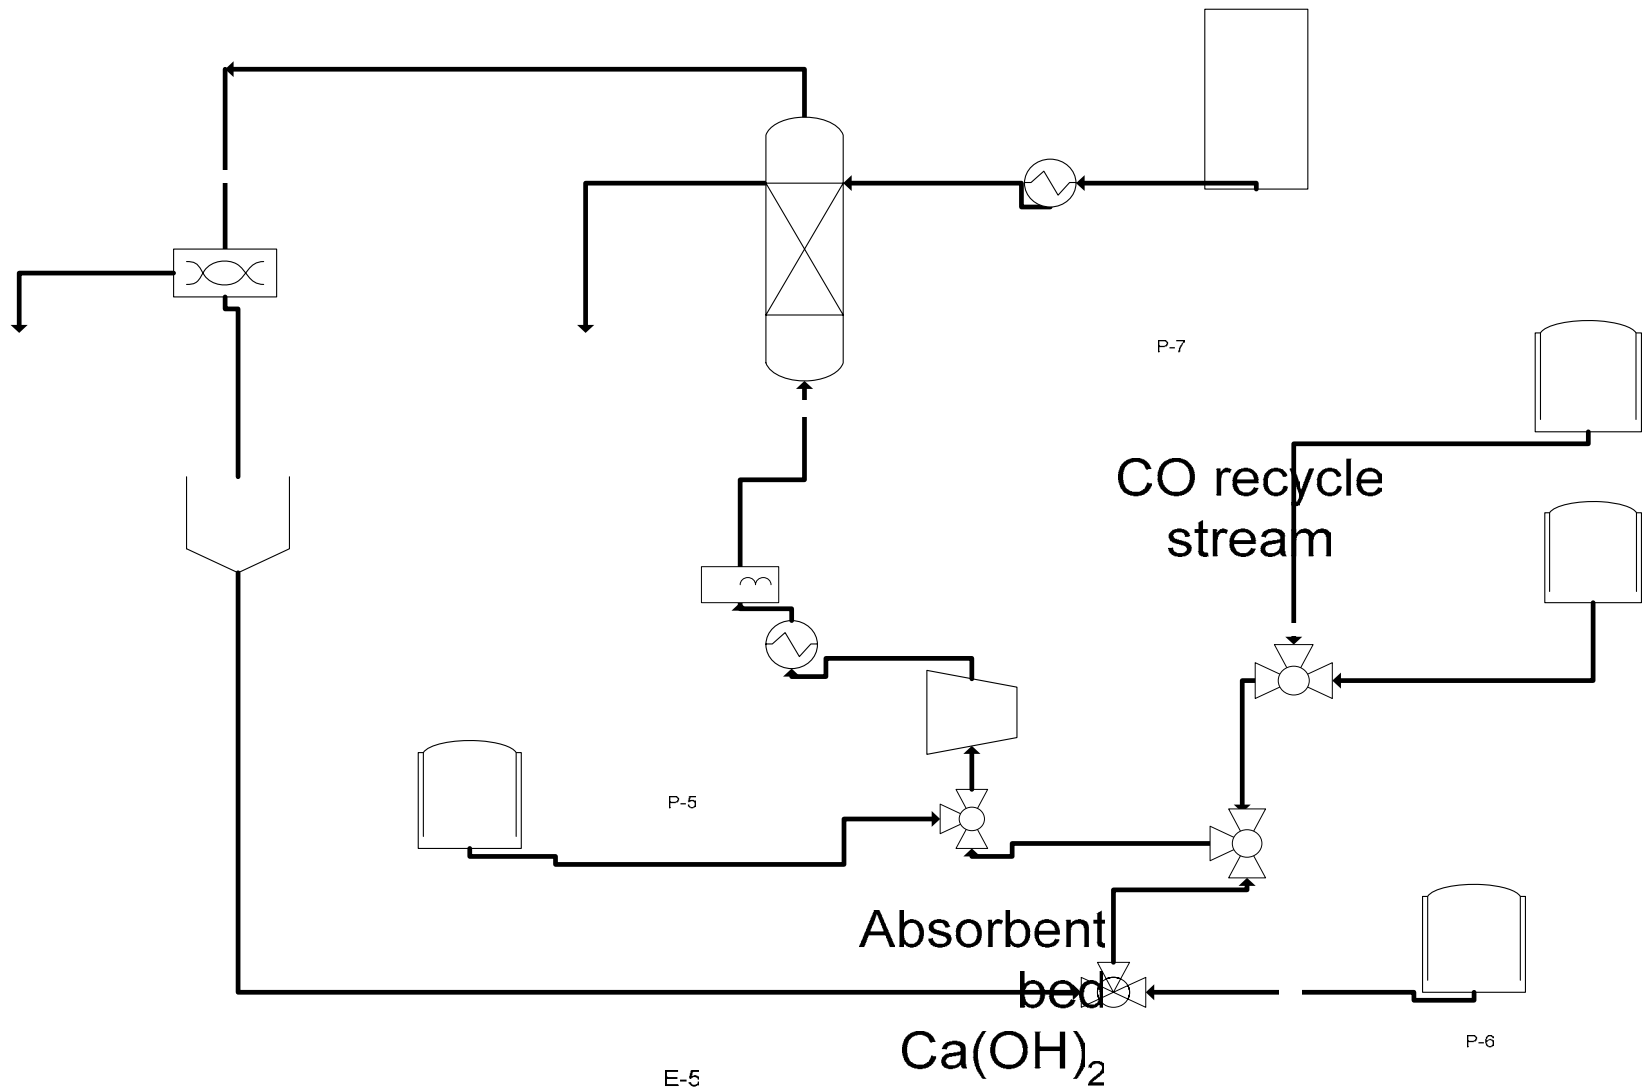 P-7
CO recycle
stream
P-5
Absorbent
bed
Ca(OH)₂
P-6
E-5